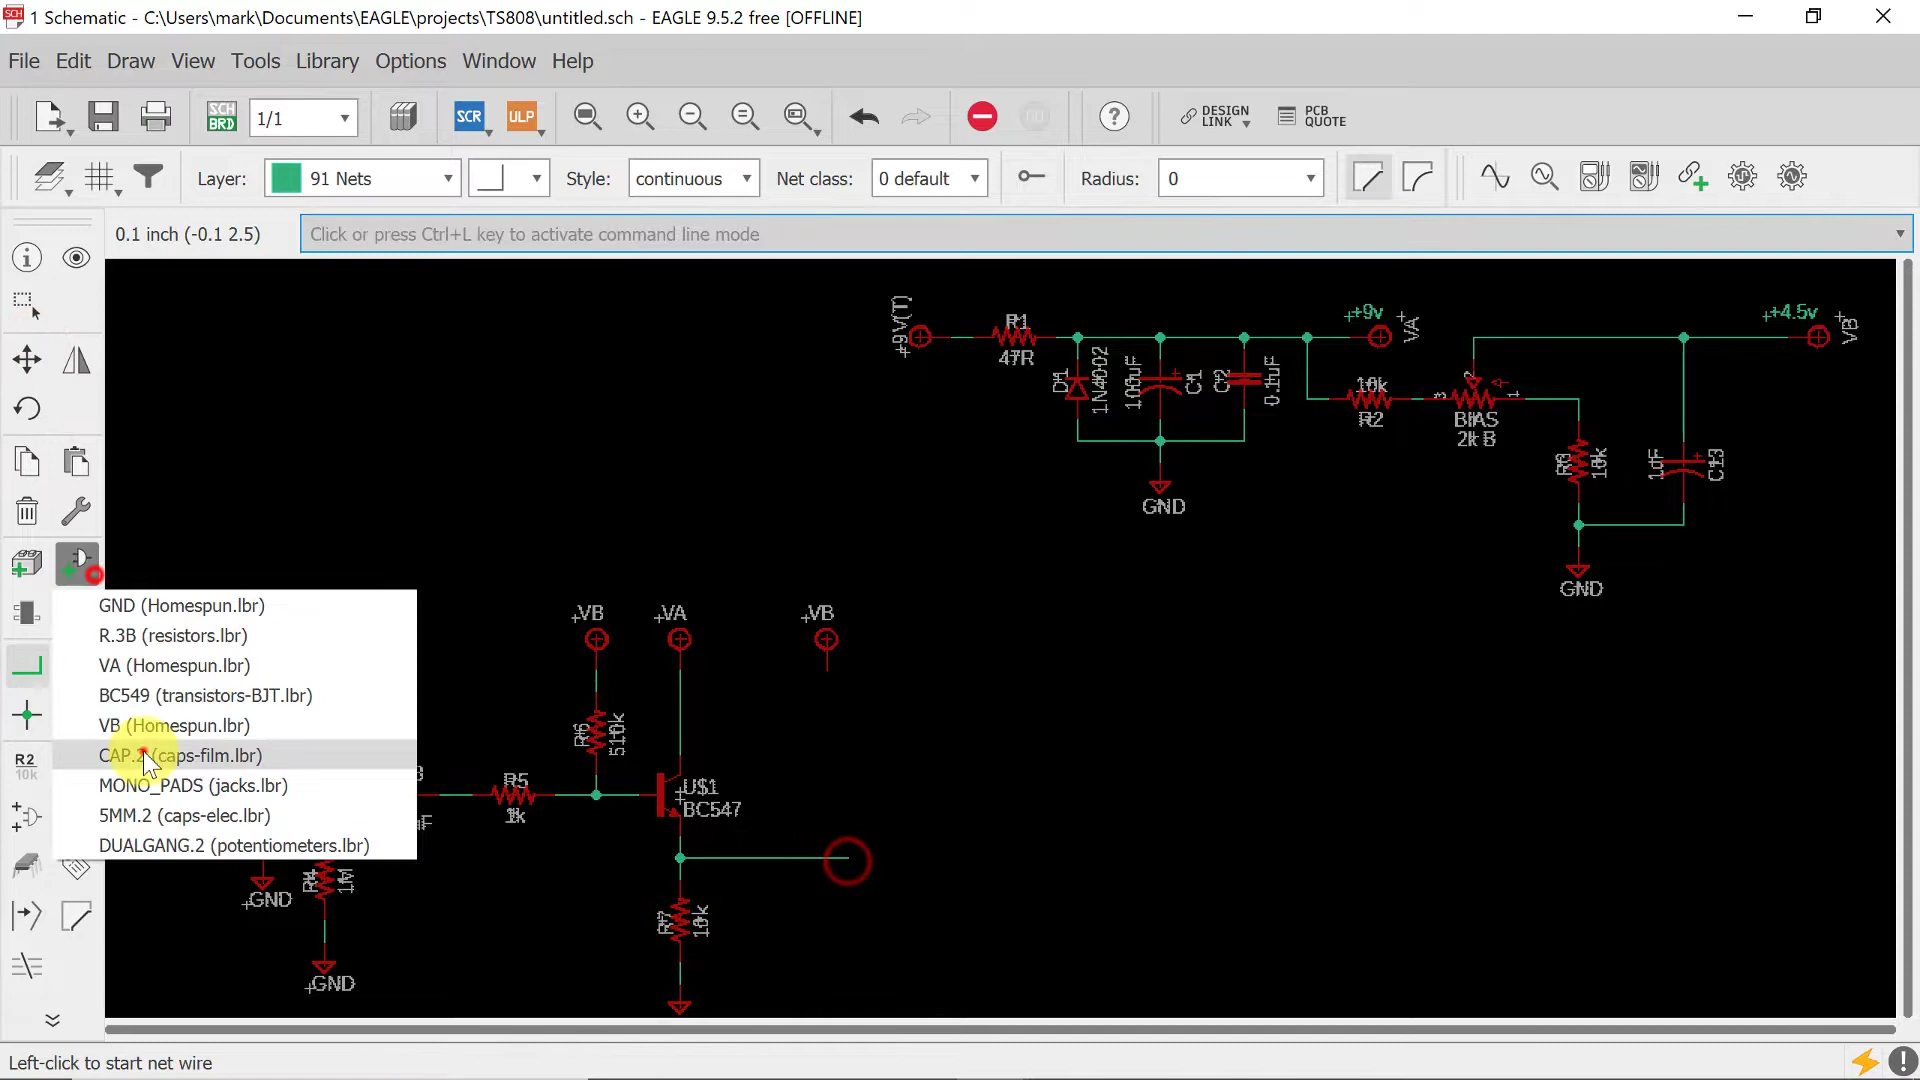 SCH
1 Schematic - C:\Users\mark\Documents\EAGLE\projects\TS808\untitled.sch - EAGLE 9.5.2 free [OFFLINE]
File Edit Draw View Tools Library Options Window Help
SCH
BRD
1/1
SCR
ULP
DESIGN
LINK
PCB
QUOTE
Layer:
91 Nets
Style:
continuous
Net class:
0 default
Radius:
0
0.1 inch (-0.1 2.5)
Click or press Ctrl+L key to activate command line mode
R2
10k
GND (Homespun.lbr)
R.3B (resistors.lbr)
VA (Homespun.lbr)
BC549 (transistors-BJT.lbr)
VB (Homespun.lbr)
CAP.2 (caps-film.lbr)
MONO_PADS (jacks.lbr)
5MM.2 (caps-elec.lbr)
DUALGANG.2 (potentiometers.lbr)
+9V(T)
R1
47R
D1
1N4002
100uF
C1
C2
0.1uF
GND
+9v
VA
10k
R2
3
2
1
BIAS
2k B
10k
1uF
C13
GND
+4.5v
VB
VB
VA
VB
R6
510k
R5
1k
U$1
BC547
R7
10k
GND
R4
1M
GND
Left-click to start net wire